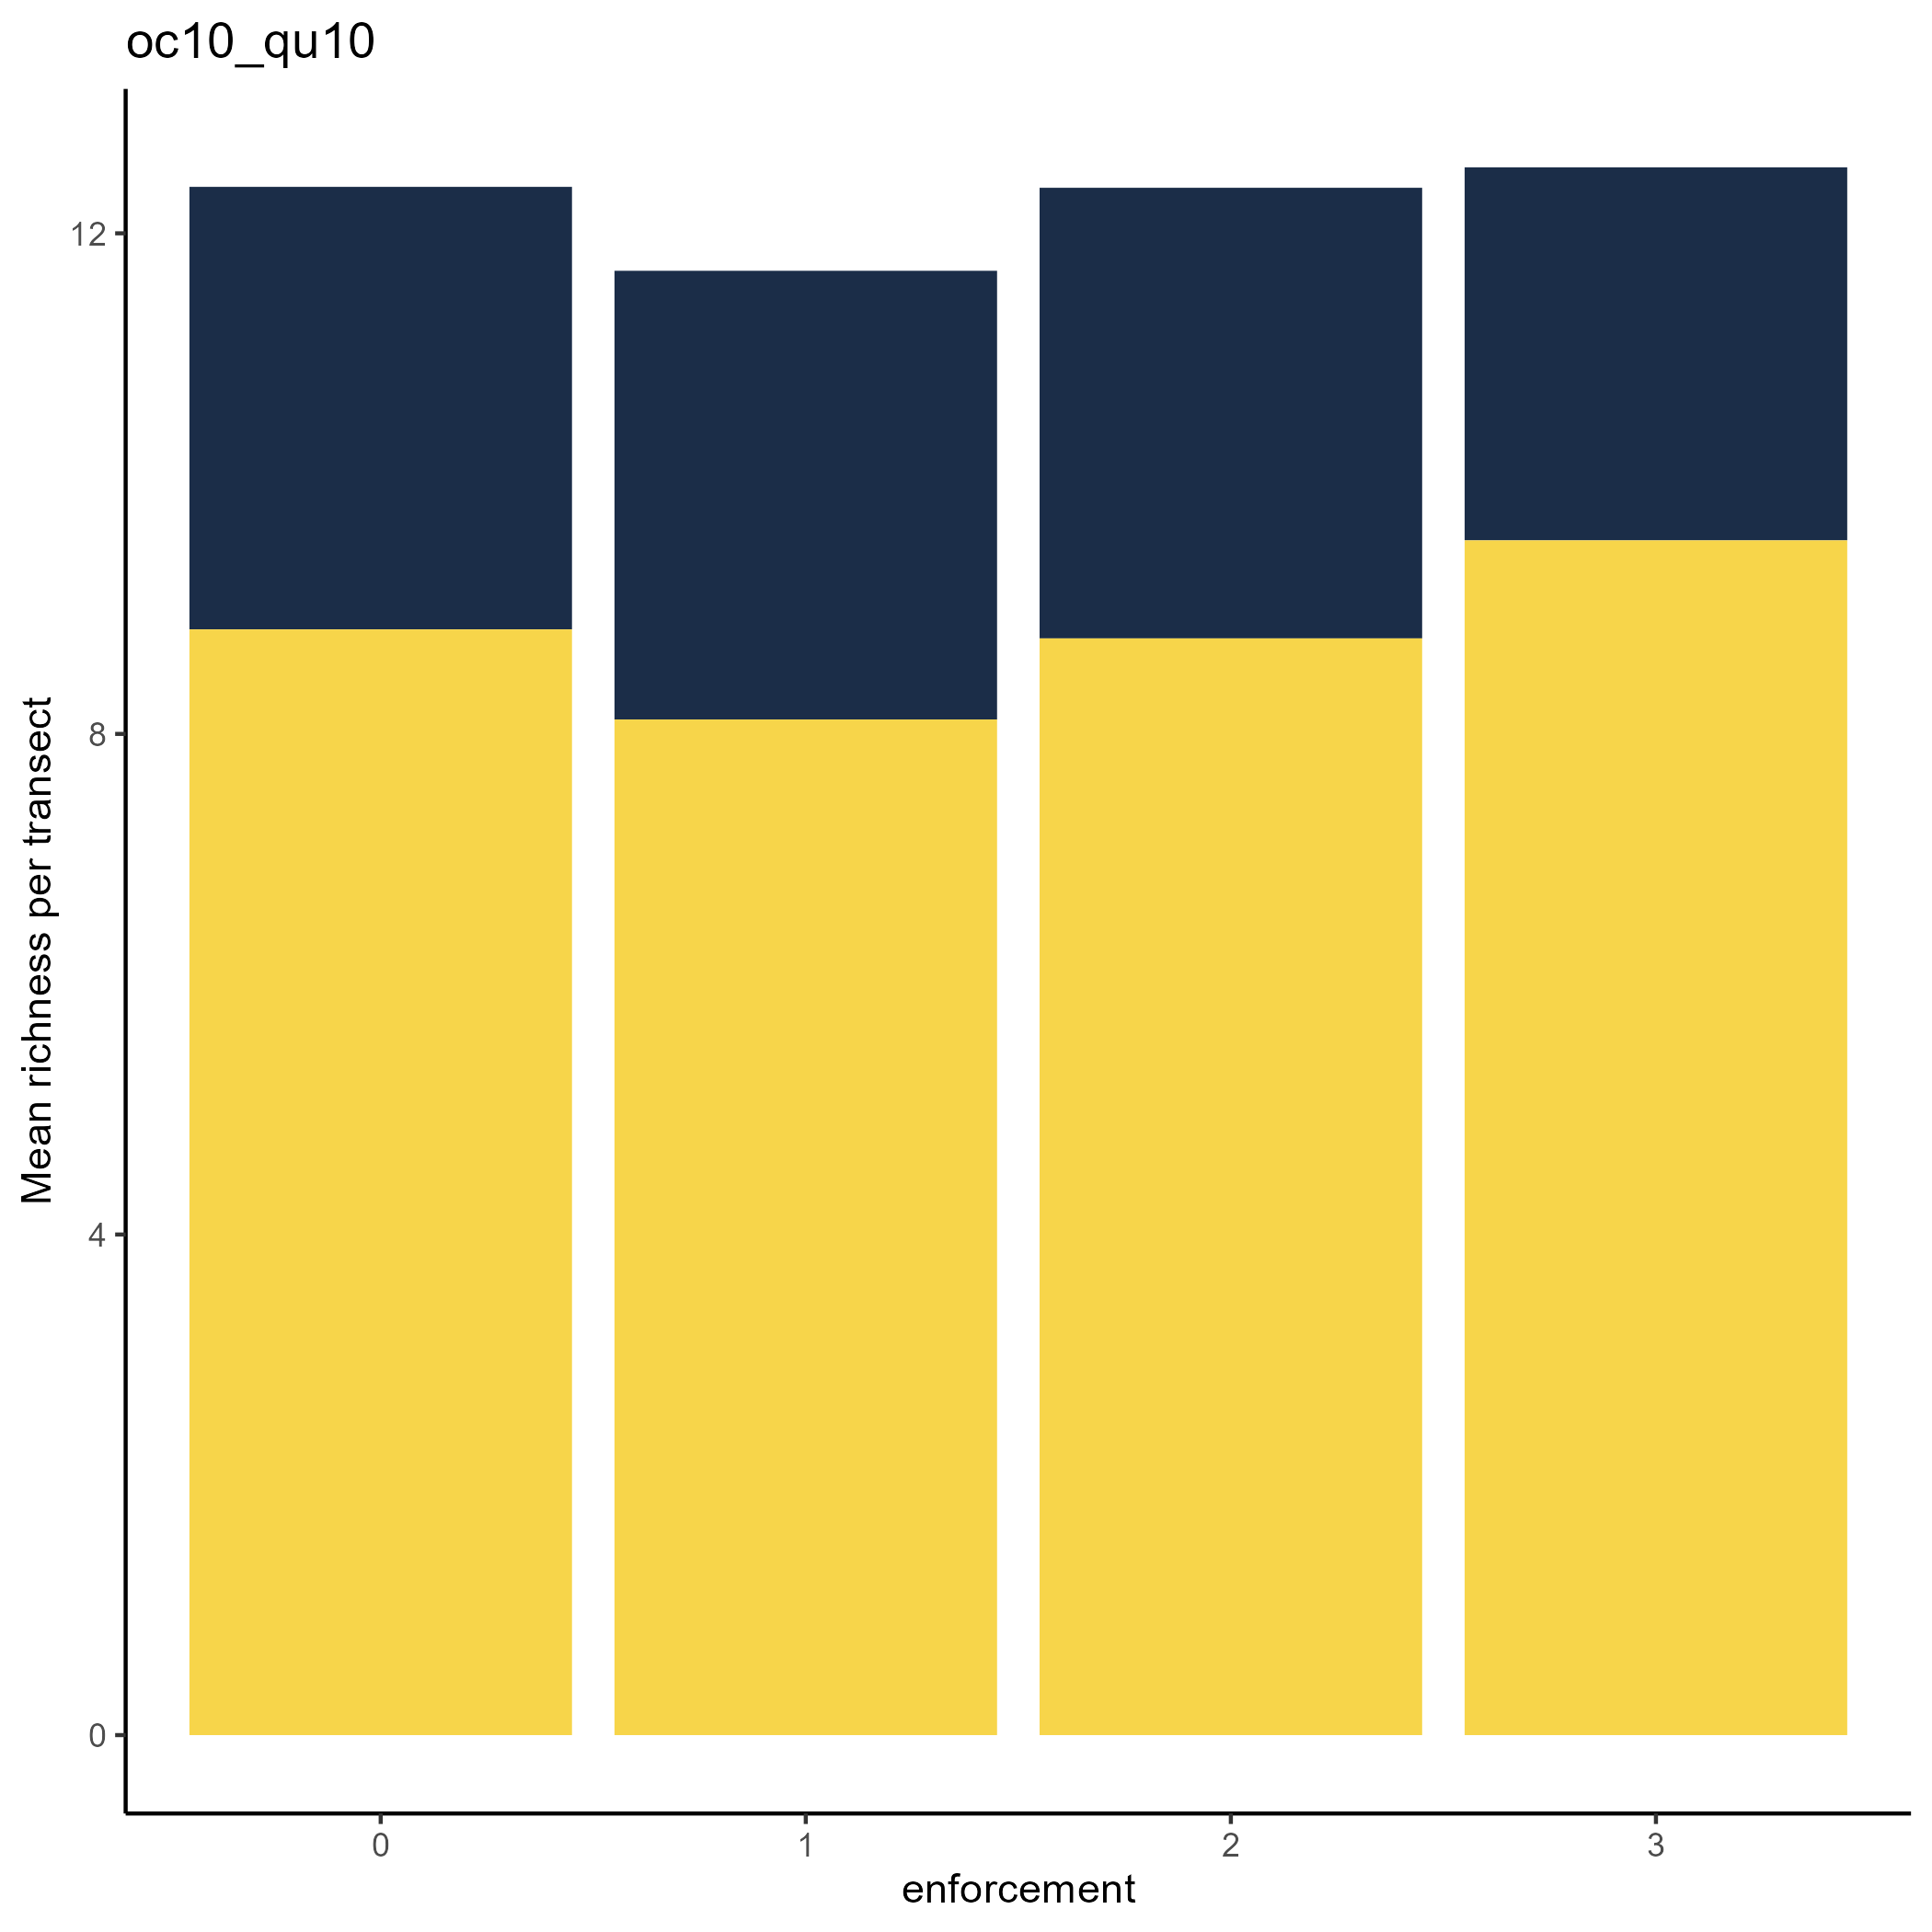 oc10_qu10
Mean richness per transect
12
8
4
0
0 1 2 3
enforcement